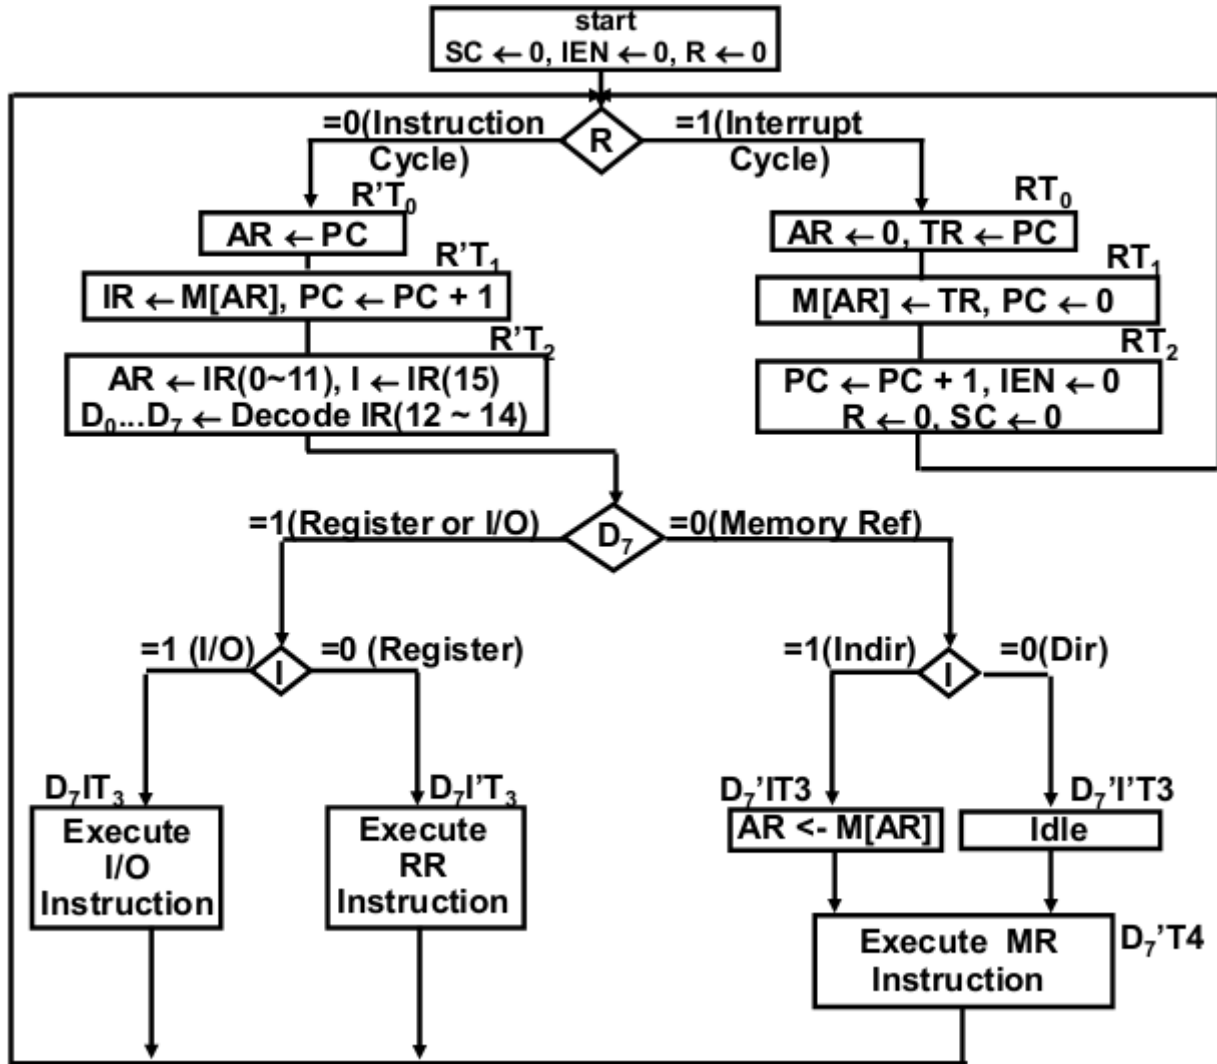 start
SC ← 0, IEN ← 0, R ← 0
R
=0(Instruction
Cycle)
=1(Interrupt
Cycle)
R’T₀
AR ← PC
R’T₁
IR ← M[AR], PC ← PC + 1
R’T₂
AR ← IR(0~11), I ← IR(15)
D₀...D₇ ← Decode IR(12 ~ 14)
RT₀
AR ← 0, TR ← PC
RT₁
M[AR] ← TR, PC ← 0
RT₂
PC ← PC + 1, IEN ← 0
R ← 0, SC ← 0
=1(Register or I/O)
D₇
=0(Memory Ref)
=1 (I/O)
I
=0 (Register)
=1(Indir)
I
=0(Dir)
D₇IT₃
Execute
I/O
Instruction
D₇I’T₃
Execute
RR
Instruction
D₇’IT3
AR <- M[AR]
D₇’I’T3
Idle
Execute MR
Instruction
D₇’T4